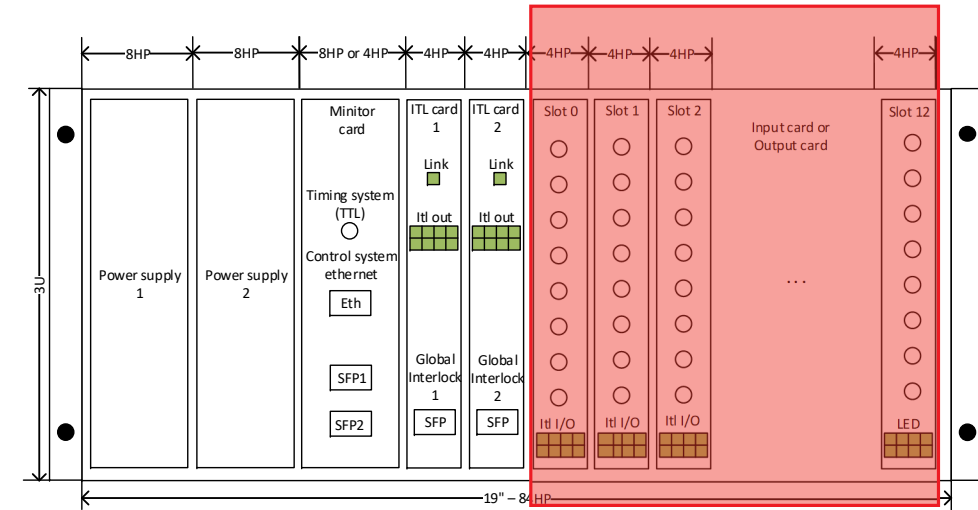 8HP
8HP
8HP or 4HP
4HP
4HP
4HP
4HP
4HP
4HP
Minitor
card
ITL card
1
ITL card
2
Slot 0
Slot 1
Slot 2
Slot 12
Input card or
Output card
Link
Link
Timing system
(TTL)
Itl out
Itl out
Control system
ethernet
Power supply
1
Power supply
2
3U
...
Eth
Global
Interlock
1
Global
Interlock
2
SFP1
SFP2
SFP
SFP
Itl I/O
Itl I/O
Itl I/O
LED
19" – 84HP